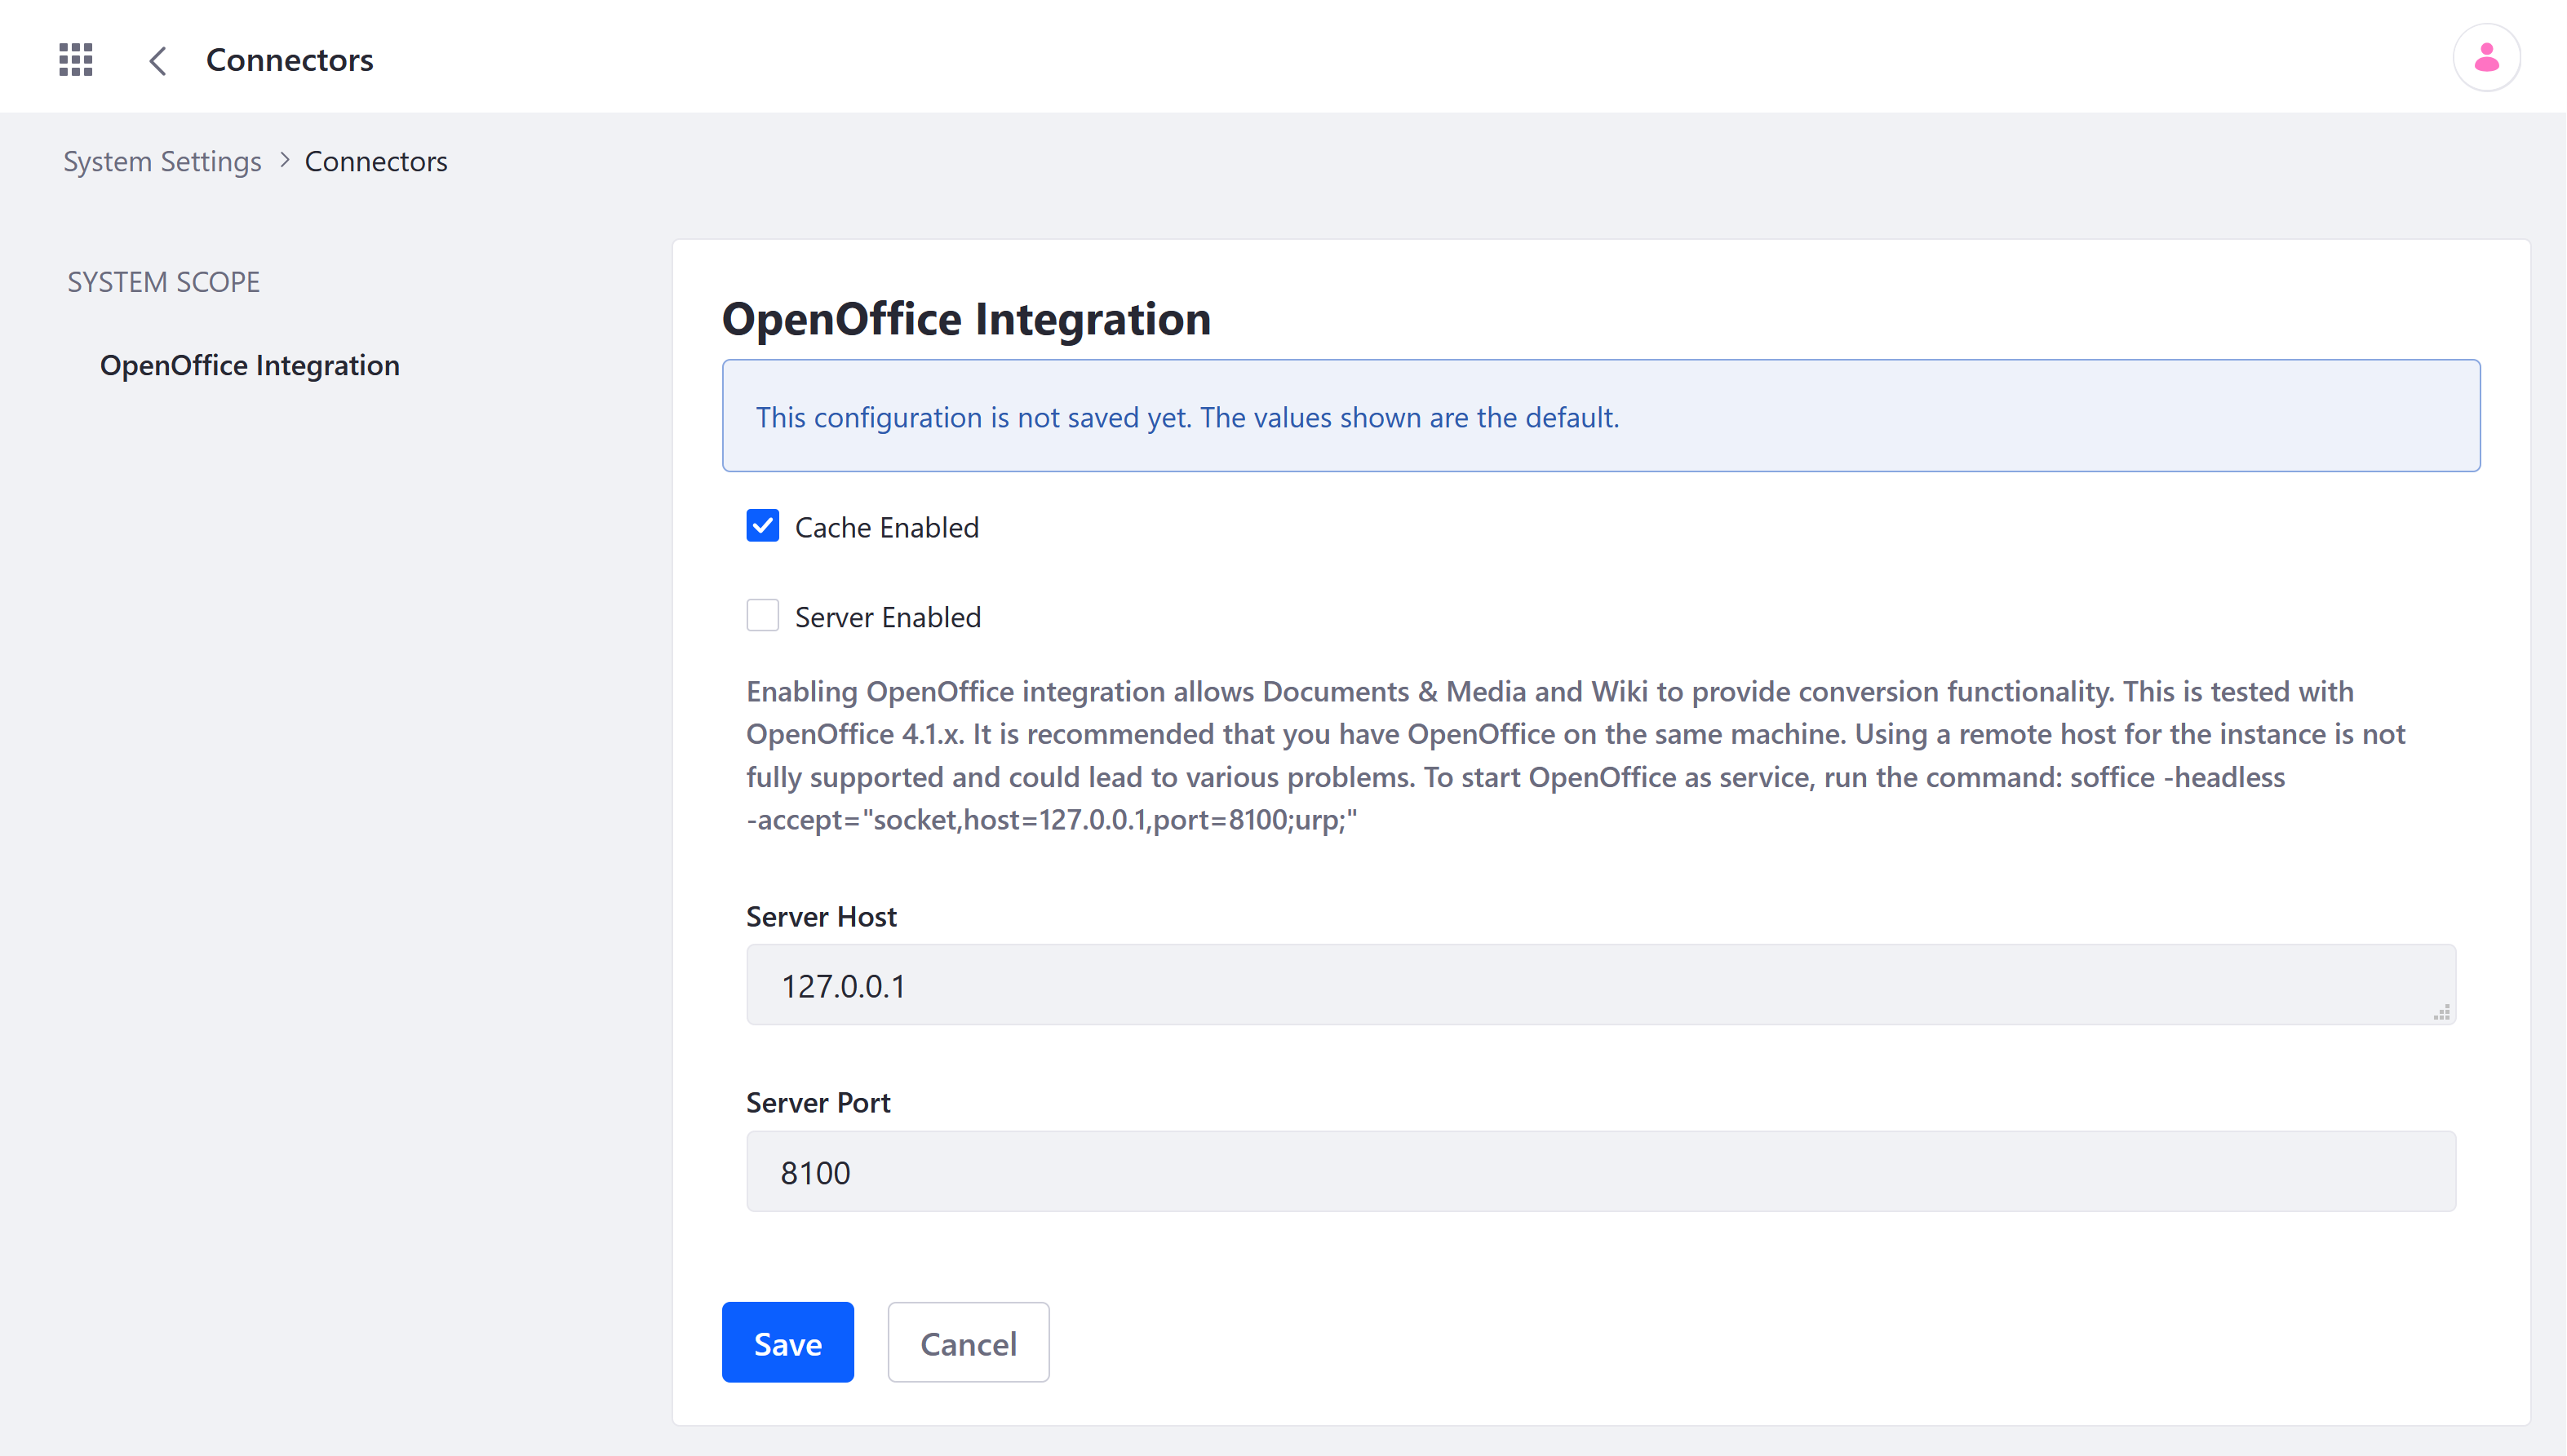 Connectors
System Settings > Connectors
SYSTEM SCOPE
OpenOffice Integration
OpenOffice Integration
This configuration is not saved yet. The values shown are the default.
Cache Enabled
Server Enabled
Enabling OpenOffice integration allows Documents & Media and Wiki to provide conversion functionality. This is tested with
OpenOffice 4.1.x. It is recommended that you have OpenOffice on the same machine. Using a remote host for the instance is not
fully supported and could lead to various problems. To start OpenOffice as service, run the command: soffice -headless
-accept="socket,host=127.0.0.1,port=8100;urp;"
Server Host
127.0.0.1
Server Port
8100
Save Cancel